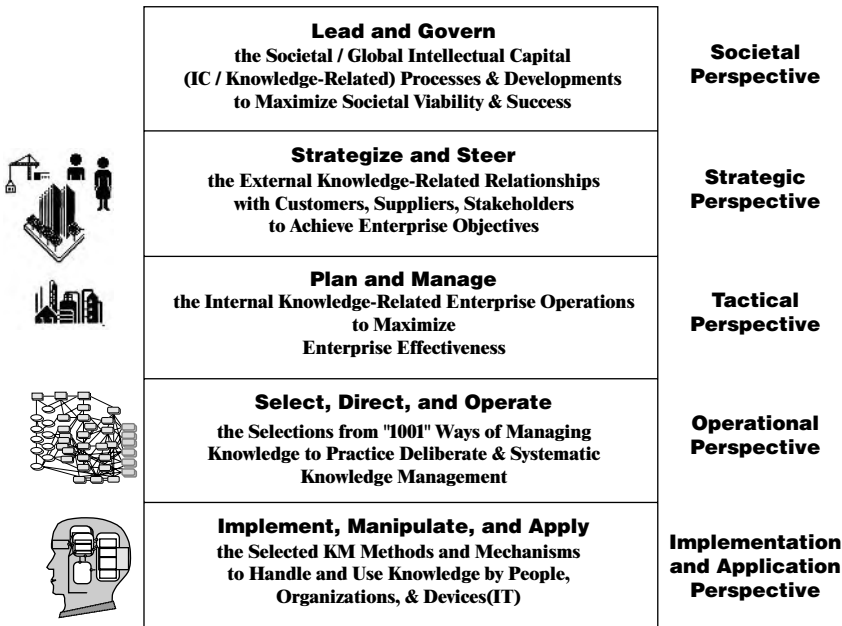 Lead and Govern
the Societal / Global Intellectual Capital
(IC / Knowledge-Related) Processes & Developments
to Maximize Societal Viability & Success
Societal
Perspective
Strategize and Steer
the External Knowledge-Related Relationships
with Customers, Suppliers, Stakeholders
to Achieve Enterprise Objectives
Strategic
Perspective
Plan and Manage
the Internal Knowledge-Related Enterprise Operations
to Maximize
Enterprise Effectiveness
Tactical
Perspective
Select, Direct, and Operate
the Selections from "1001" Ways of Managing
Knowledge to Practice Deliberate & Systematic
Knowledge Management
Operational
Perspective
Implement, Manipulate, and Apply
the Selected KM Methods and Mechanisms
to Handle and Use Knowledge by People,
Organizations, & Devices(IT)
Implementation
and Application
Perspective